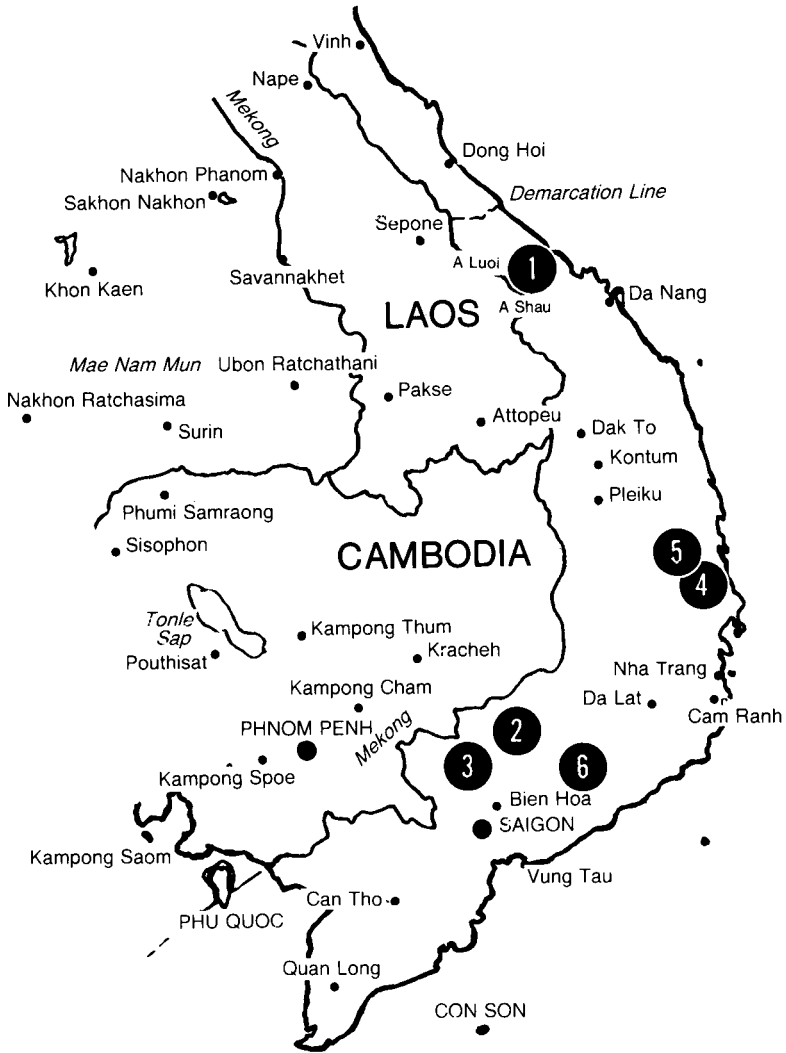 Vinh
Nape
Mekong
Dong Hoi
Nakhon Phanom
Sakhon Nakhon
Demarcation Line
Sepone
A Luoi
1
Khon Kaen
Savannakhet
Da Nang
A Shau
LAOS
Mae Nam Mun
Ubon Ratchathani
Nakhon Ratchasima
Pakse
Surin
Attopeu
Dak To
Kontum
Pleiku
Phumi Samraong
Sisophon
CAMBODIA
5
4
Tonle
Sap
Kampong Thum
Pouthisat
Kracheh
Nha Trang
Kampong Cham
Da Lat
Cam Ranh
PHNOM PENH
Mekong
2
3
6
Kampong Spoe
Bien Hoa
SAIGON
Kampong Saom
Vung Tau
PHU QUOC
Can Tho
Quan Long
CON SON